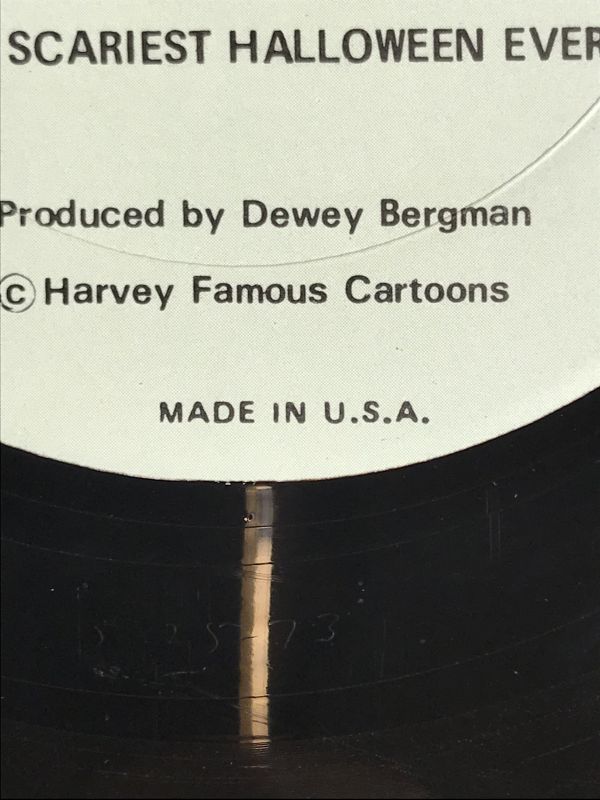 SCARIEST HALLOWEEN EVER
Produced by Dewey Bergman
©Harvey Famous Cartoons
MADE IN U.S.A.